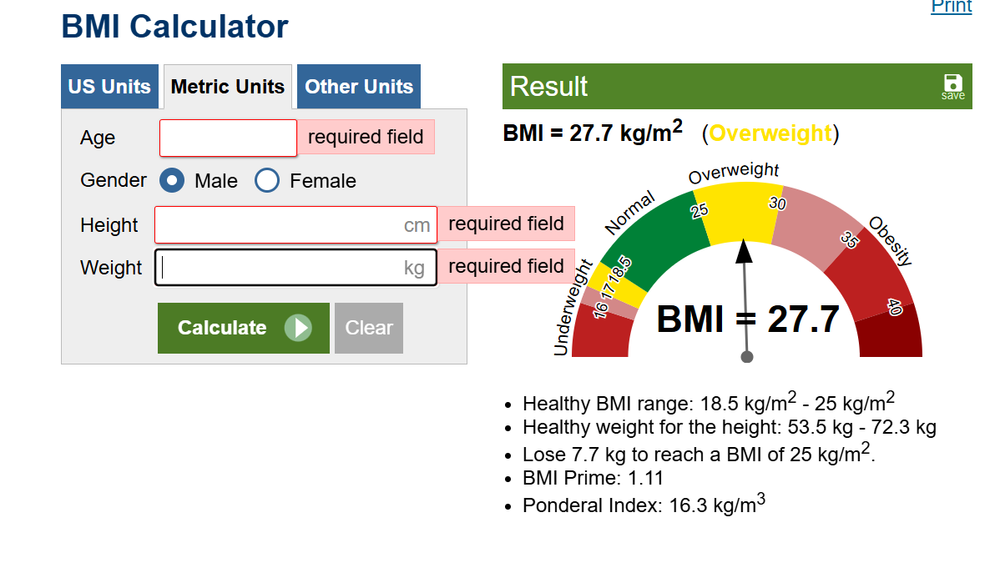 Print
BMI Calculator
US Units
Metric Units
Other Units
Age
required field
Gender
Male
Female
Height
cm
required field
Weight
kg
required field
Calculate
Clear
Result
save
BMI = 27.7 kg/m² (Overweight)
Underweight
Normal
Overweight
Obesity
16
17
18.5
25
30
35
40
BMI = 27.7
• Healthy BMI range: 18.5 kg/m² - 25 kg/m²
• Healthy weight for the height: 53.5 kg - 72.3 kg
• Lose 7.7 kg to reach a BMI of 25 kg/m².
• BMI Prime: 1.11
• Ponderal Index: 16.3 kg/m³